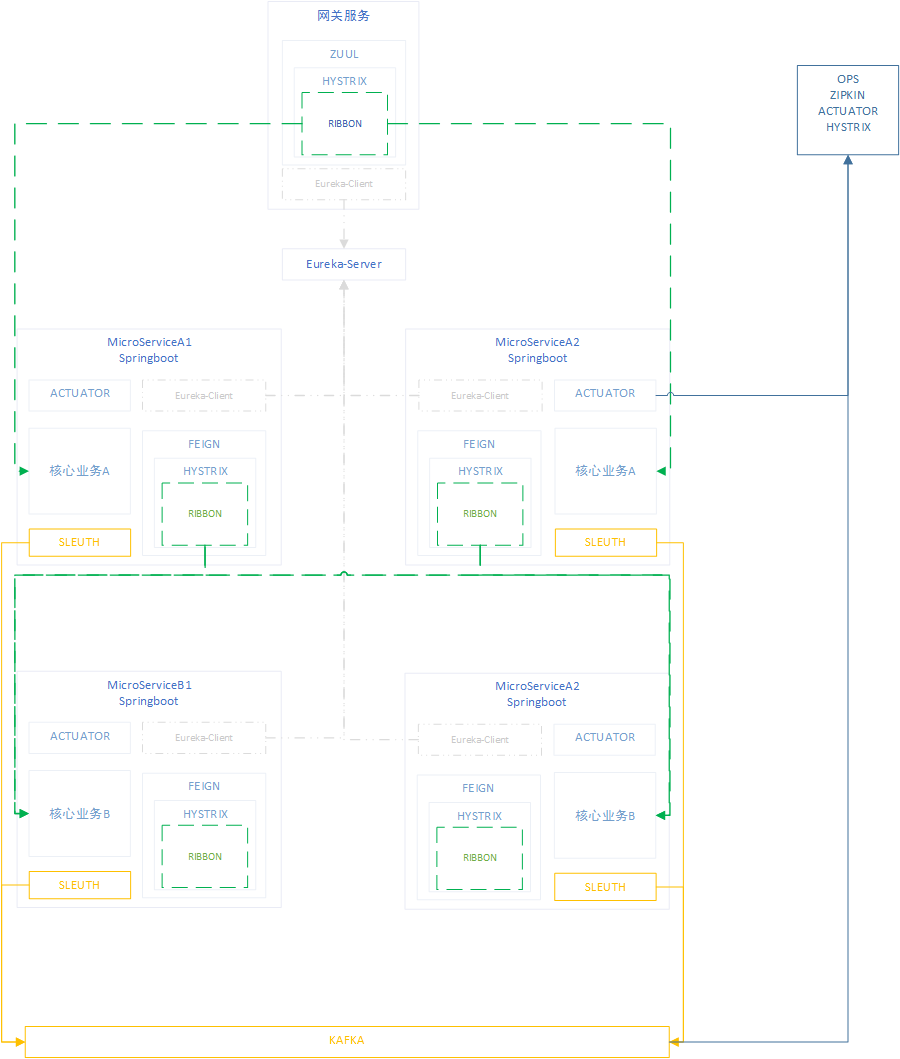 网关服务
ZUUL
HYSTRIX
RIBBON
Eureka-Client
OPS
ZIPKIN
ACTUATOR
HYSTRIX
Eureka-Server
MicroServiceA1
Springboot
ACTUATOR
Eureka-Client
核心业务A
FEIGN
HYSTRIX
RIBBON
SLEUTH
MicroServiceA2
Springboot
Eureka-Client
ACTUATOR
FEIGN
HYSTRIX
RIBBON
核心业务A
SLEUTH
MicroServiceB1
Springboot
ACTUATOR
Eureka-Client
核心业务B
FEIGN
HYSTRIX
RIBBON
SLEUTH
MicroServiceA2
Springboot
Eureka-Client
ACTUATOR
FEIGN
HYSTRIX
RIBBON
核心业务B
SLEUTH
KAFKA